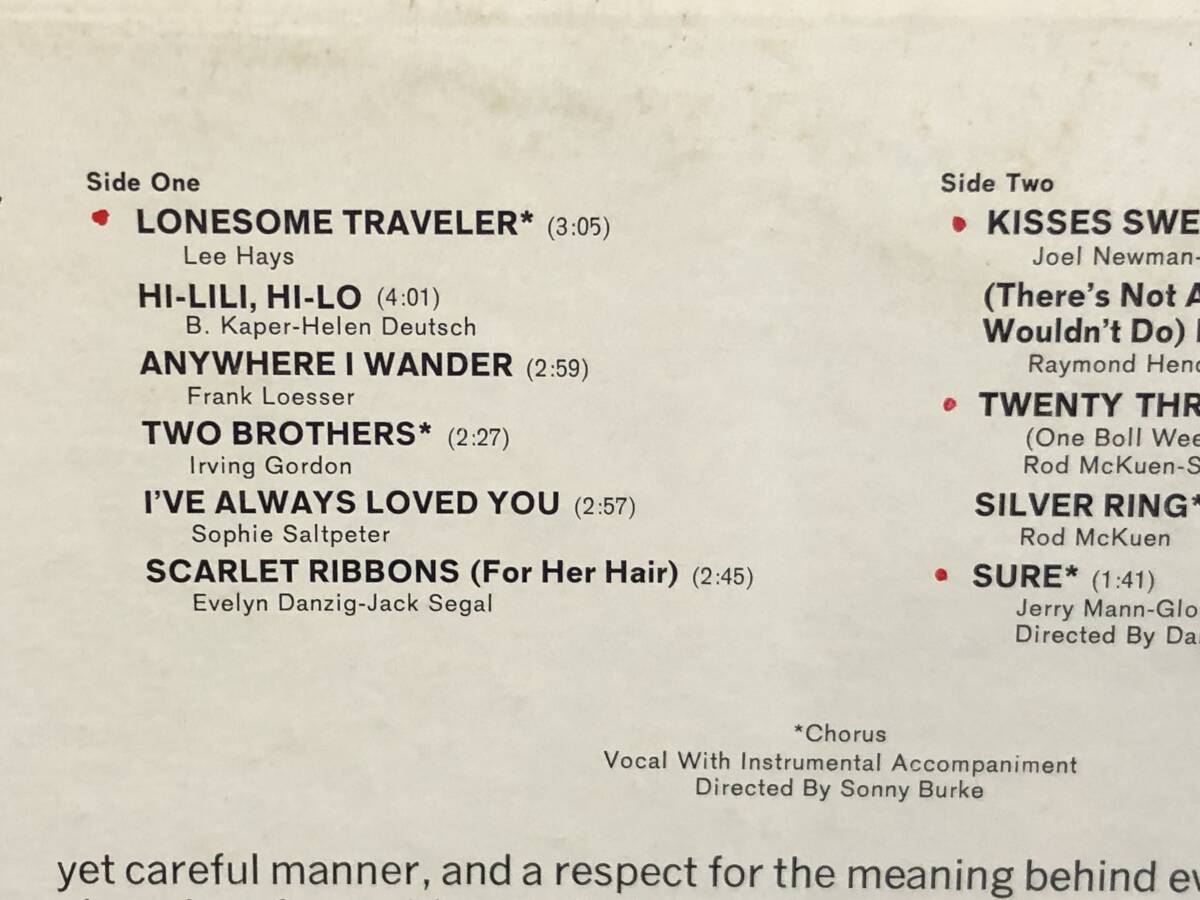 Side One
LONESOME TRAVELER* (3:05)
Lee Hays
HI-LILI, HI-LO (4:01)
B. Kaper-Helen Deutsch
ANYWHERE I WANDER (2:59)
Frank Loesser
TWO BROTHERS* (2:27)
Irving Gordon
I'VE ALWAYS LOVED YOU (2:57)
Sophie Saltpeter
SCARLET RIBBONS (For Her Hair) (2:45)
Evelyn Danzig-Jack Segal
Side Two
KISSES SWE
Joel Newman-
(There's Not A
Wouldn't Do)
Raymond Hend
TWENTY THR
(One Boll Wee
Rod McKuen-S
SILVER RING*
Rod McKuen
SURE* (1:41)
Jerry Mann-Glo
Directed By Da
*Chorus
Vocal With Instrumental Accompaniment
Directed By Sonny Burke
yet careful manner, and a respect for the meaning behind ev